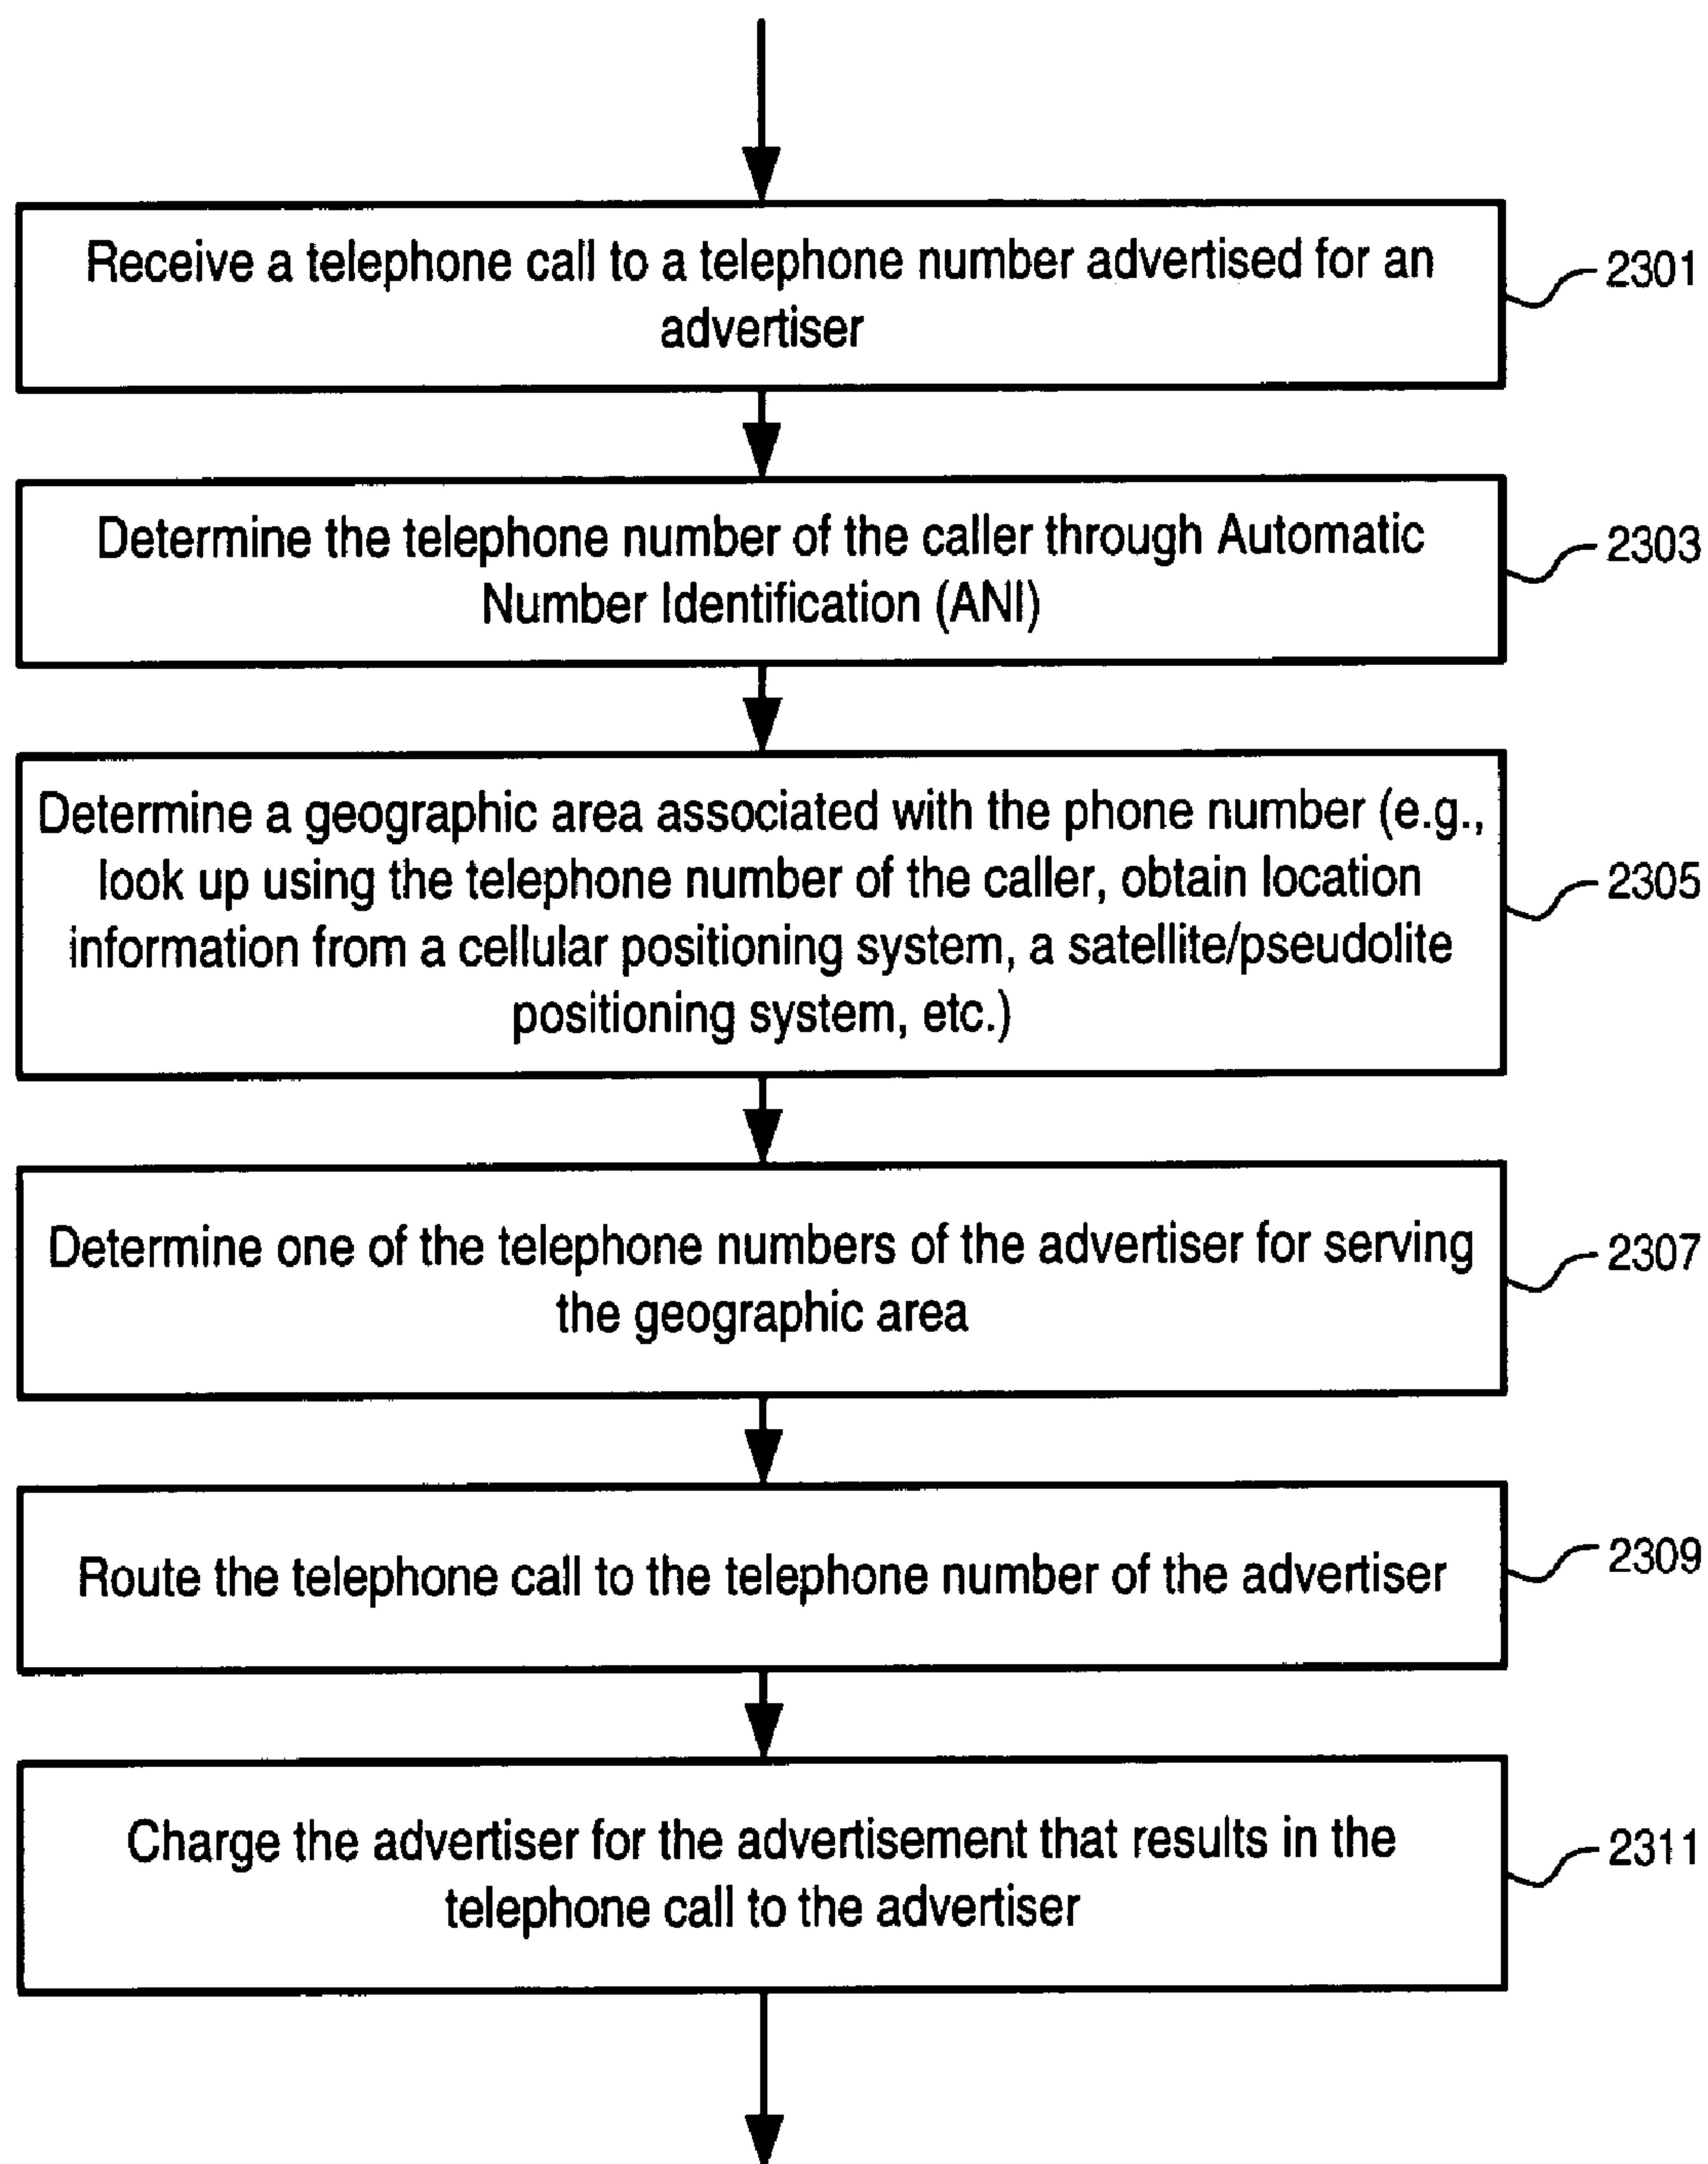 Receive a telephone call to a telephone number advertised for an
advertiser
2301
Determine the telephone number of the caller through Automatic
Number Identification (ANI)
2303
Determine a geographic area associated with the phone number (e.g.,
look up using the telephone number of the caller, obtain location
information from a cellular positioning system, a satellite/pseudolite
positioning system, etc.)
2305
Determine one of the telephone numbers of the advertiser for serving
the geographic area
2307
Route the telephone call to the telephone number of the advertiser
2309
Charge the advertiser for the advertisement that results in the
telephone call to the advertiser
2311